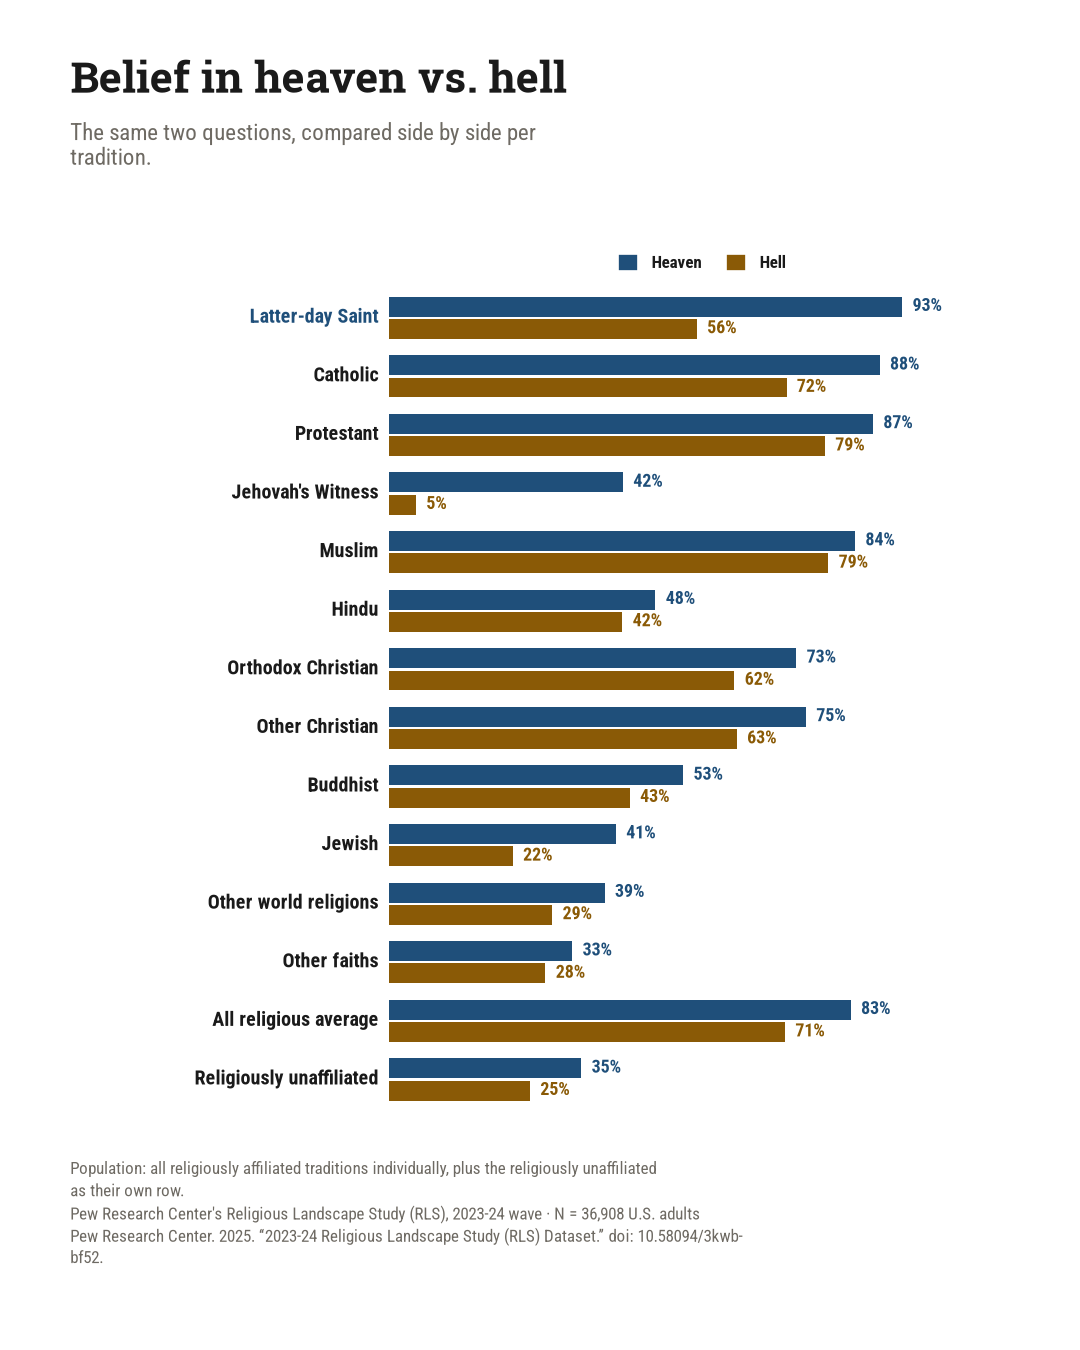 Belief in heaven vs. hell
The same two questions, compared side by side per
tradition.
Heaven Hell
Latter-day Saint 93%
56%
Catholic 88%
72%
Protestant 87%
79%
Jehovah's Witness 42%
5%
Muslim 84%
79%
Hindu 48%
42%
Orthodox Christian 73%
62%
Other Christian 75%
63%
Buddhist 53%
43%
Jewish 41%
22%
Other world religions 39%
29%
Other faiths 33%
28%
All religious average 83%
71%
Religiously unaffiliated 35%
25%
Population: all religiously affiliated traditions individually, plus the religiously unaffiliated
as their own row.
Pew Research Center's Religious Landscape Study (RLS), 2023-24 wave · N = 36,908 U.S. adults
Pew Research Center. 2025. “2023-24 Religious Landscape Study (RLS) Dataset.” doi: 10.58094/3kwb-
bf52.